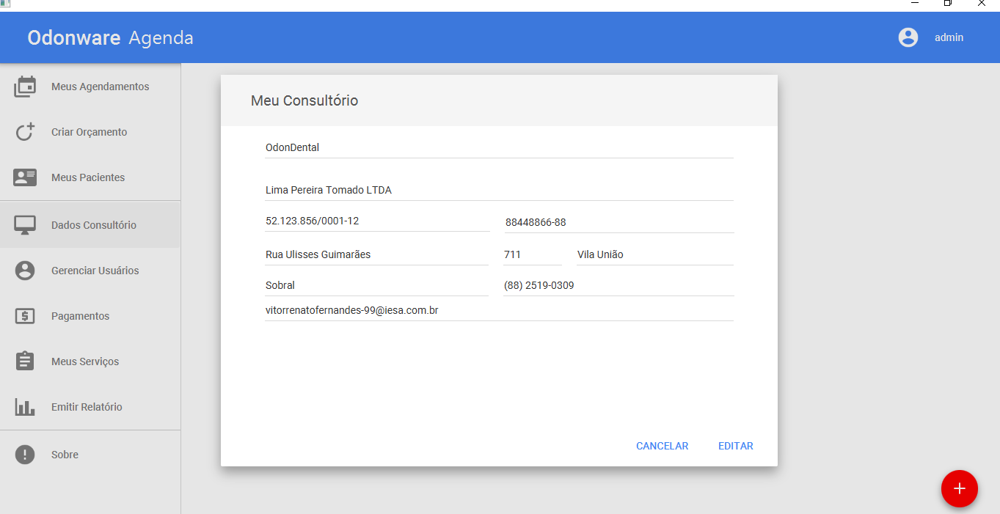 Odonware Agenda
admin
Meus Agendamentos
Criar Orçamento
Meus Pacientes
Dados Consultório
Gerenciar Usuários
Pagamentos
Meus Serviços
Emitir Relatório
Sobre
Meu Consultório
OdonDental
Lima Pereira Tomado LTDA
52.123.856/0001-12 88448866-88
Rua Ulisses Guimarães 711 Vila União
Sobral (88) 2519-0309
vitorrenatofernandes-99@iesa.com.br
CANCELAR EDITAR